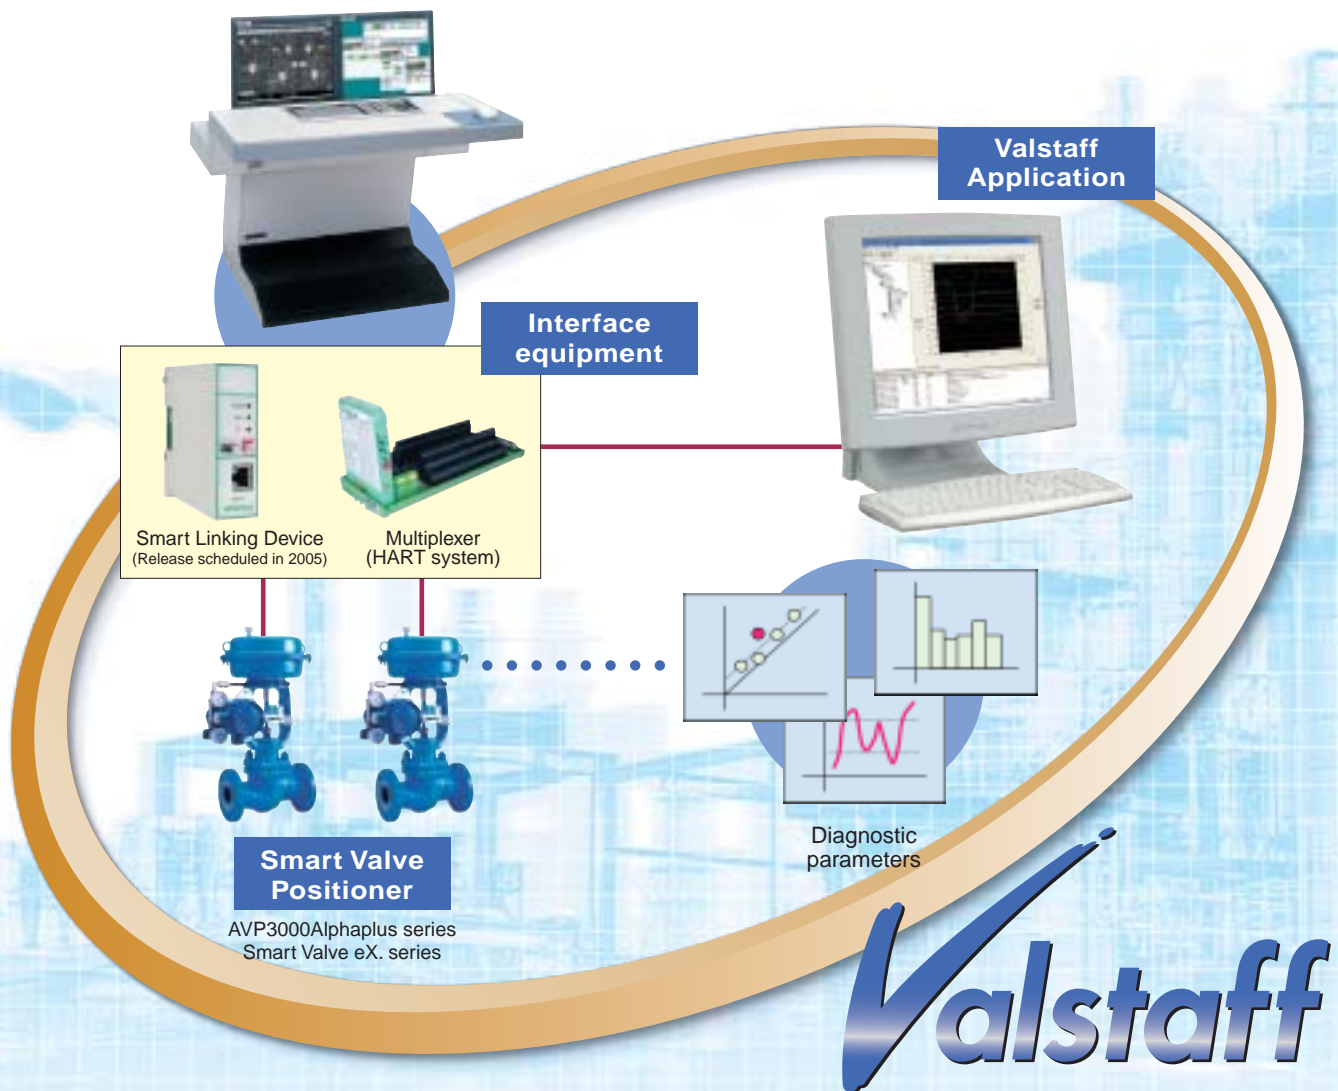 Valstaff
Application
Interface
equipment
Smart Linking Device
(Release scheduled in 2005)
Multiplexer
(HART system)
Diagnostic
parameters
Smart Valve
Positioner
AVP3000Alphaplus series
Smart Valve eX. series
Valstaff